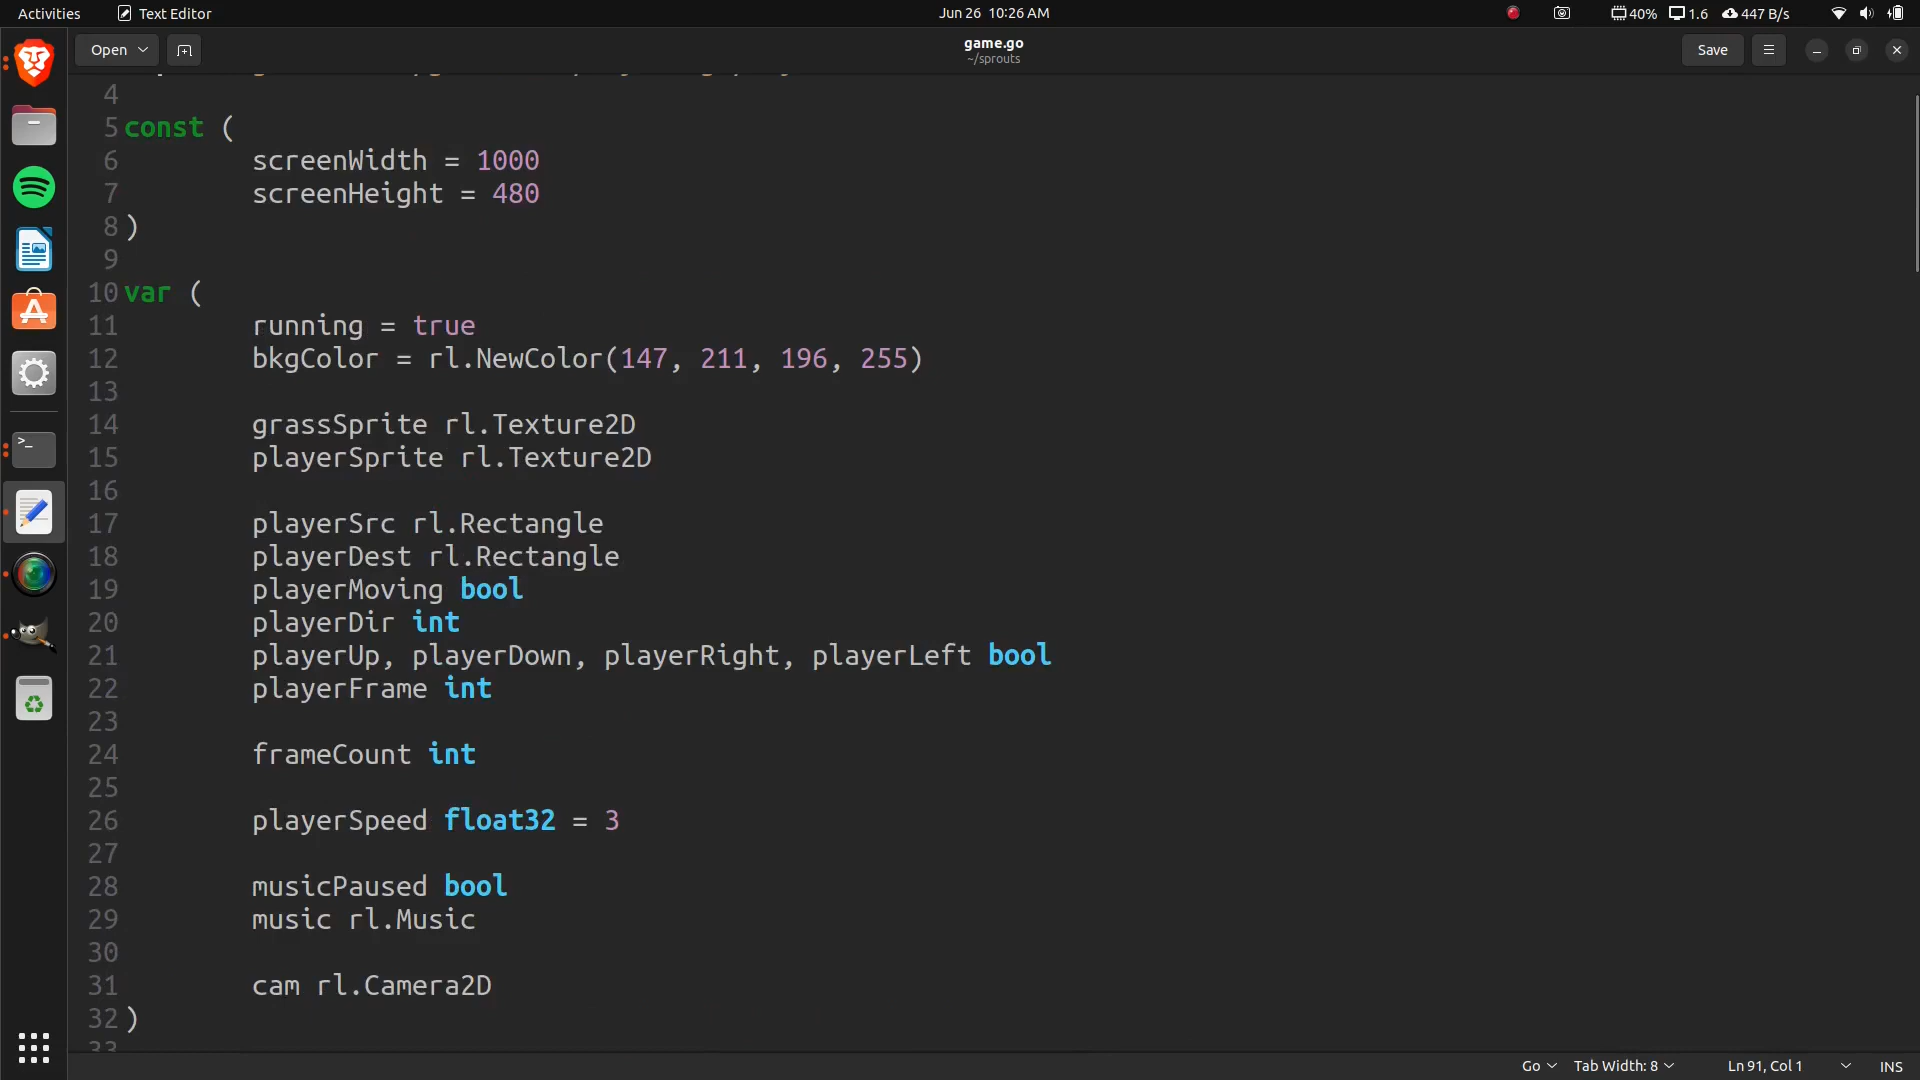 Activities Text Editor Jun 26 10:26 AM 40% 1.6 447 B/s
Open game.go Save
~/sprouts
4
5 const (
6 screenWidth = 1000
7 screenHeight = 480
8 )
9
10 var (
11 running = true
12 bkgColor = rl.NewColor(147, 211, 196, 255)
13
14 grassSprite rl.Texture2D
15 playerSprite rl.Texture2D
16
17 playerSrc rl.Rectangle
18 playerDest rl.Rectangle
19 playerMoving bool
20 playerDir int
21 playerUp, playerDown, playerRight, playerLeft bool
22 playerFrame int
23
24 frameCount int
25
26 playerSpeed float32 = 3
27
28 musicPaused bool
29 music rl.Music
30
31 cam rl.Camera2D
32 )
33
Go Tab Width: 8 Ln 91, Col 1 INS